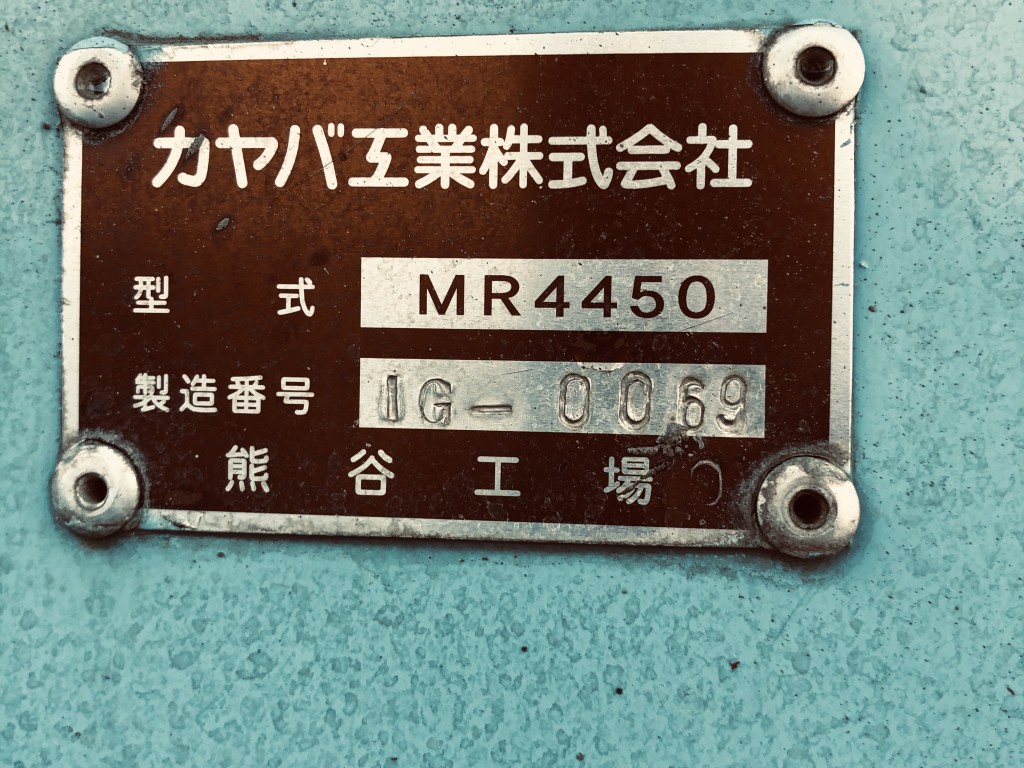 カヤバ工業株式会社
型式 MR4450
製造番号 1G-0069
熊谷工場